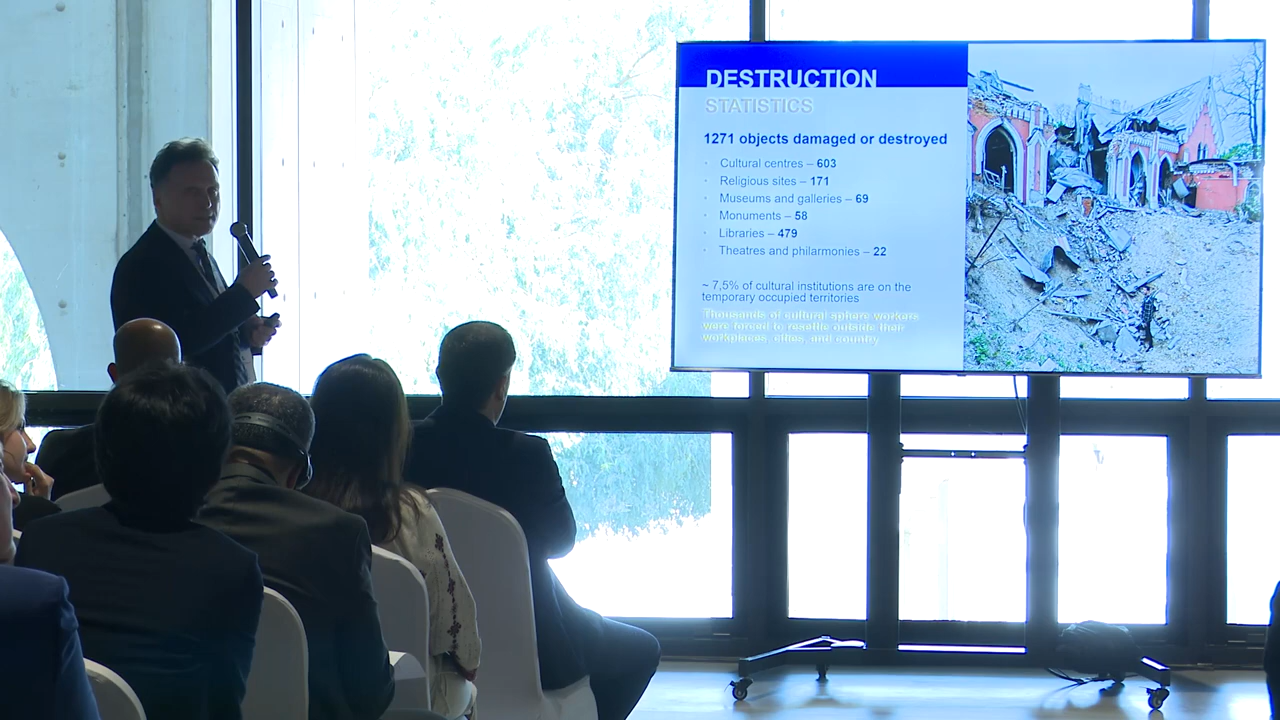 DESTRUCTION
STATISTICS
1271 objects damaged or destroyed
· Cultural centres – 603
· Religious sites – 171
· Museums and galleries – 69
· Monuments – 58
· Libraries – 479
· Theatres and philarmonies – 22
~ 7,5% of cultural institutions are on the
temporary occupied territories
Thousands of cultural sphere workers
were forced to resettle outside their
workplaces, cities, and country